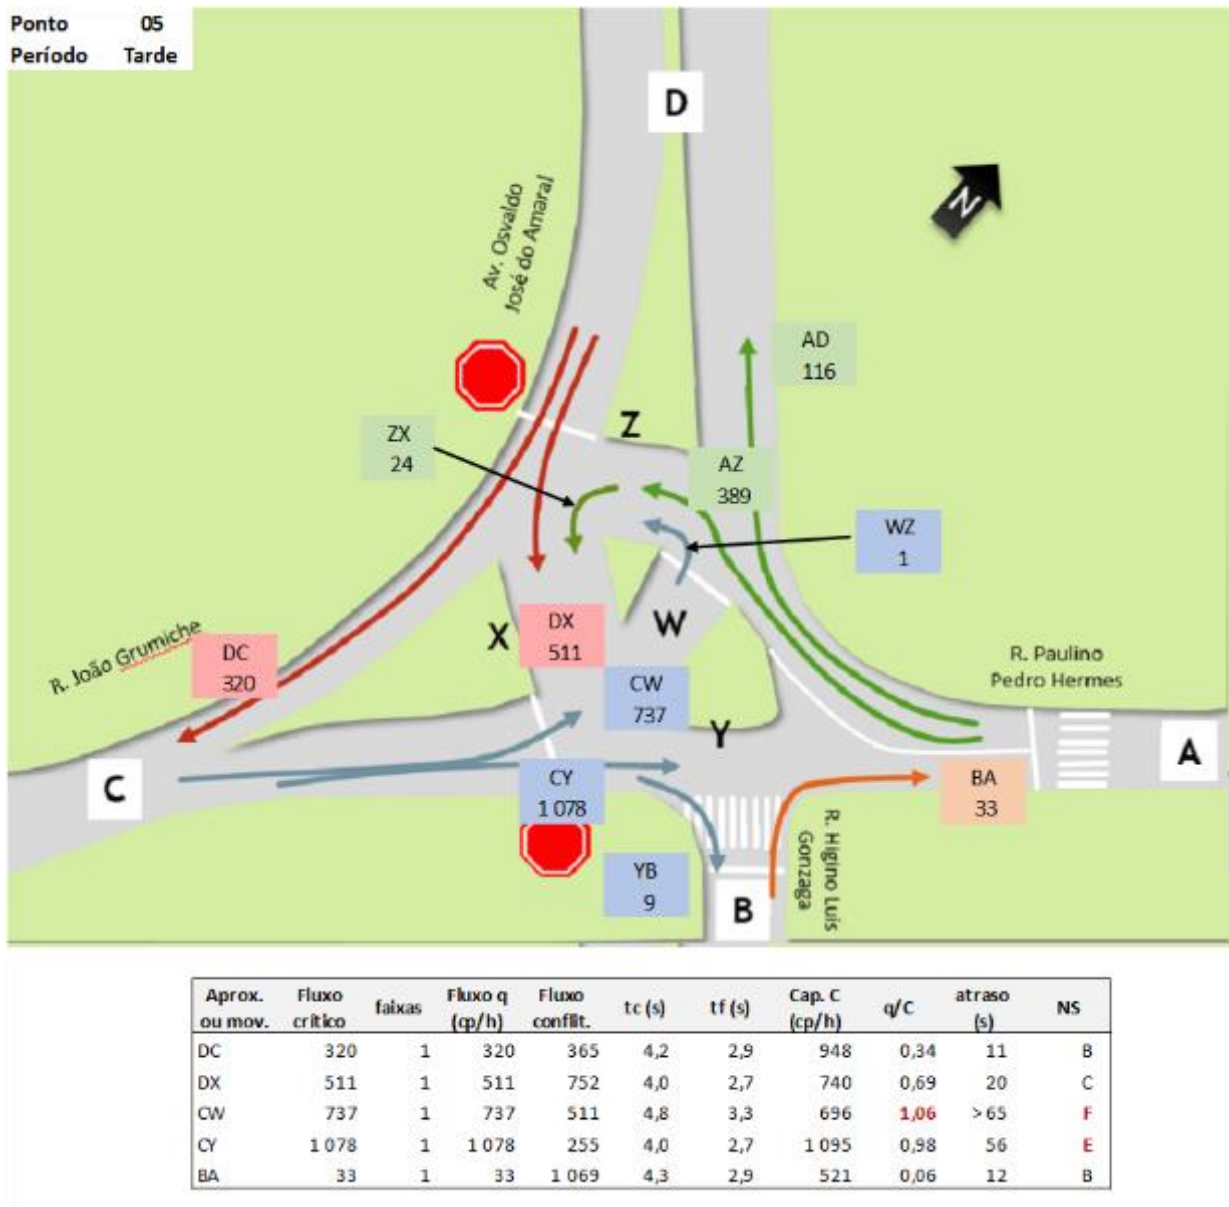 Ponto 05
Período Tarde
D
Av. Osvaldo
José do Amaral
N
AD
116
ZX
24
Z
AZ
389
WZ
1
X
DX
511
W
R. João Grumiche
DC
320
R. Paulino
Pedro Hermes
CW
737
Y
A
C
CY
1 078
BA
33
R. Higino Luis
Gonzaga
YB
9
B
Aprox. ou mov. Fluxo crítico faixas Fluxo q (cp/h) Fluxo conflit. tc (s) tf (s) Cap. C (cp/h) q/C atraso (s) NS
DC 320 1 320 365 4,2 2,9 948 0,34 11 B
DX 511 1 511 752 4,0 2,7 740 0,69 20 C
CW 737 1 737 511 4,8 3,3 696 1,06 >65 F
CY 1 078 1 1 078 255 4,0 2,7 1 095 0,98 56 E
BA 33 1 33 1 069 4,3 2,9 521 0,06 12 B